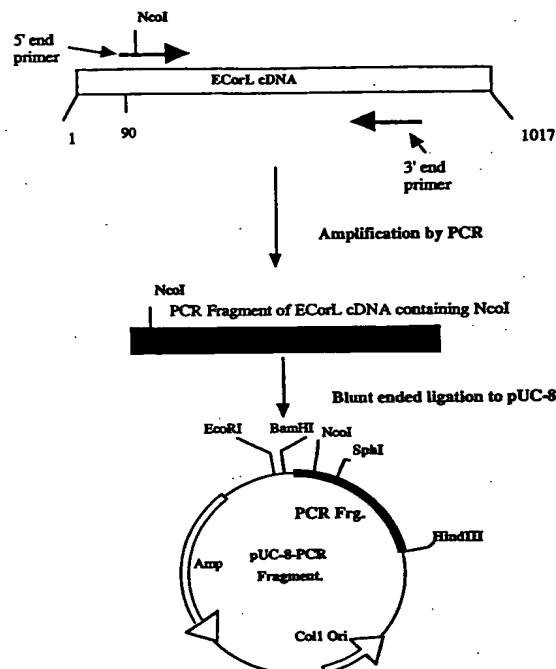 NcoI
5' end
primer
ECorL cDNA
1
90
1017
3' end
primer
Amplification by PCR
NcoI
PCR Fragment of ECorL cDNA containing NcoI
Blunt ended ligation to pUC-8
EcoRI
BamHI
NcoI
SphI
PCR Frg.
HindIII
Amp
pUC-8-PCR
Fragment.
Col1 Ori